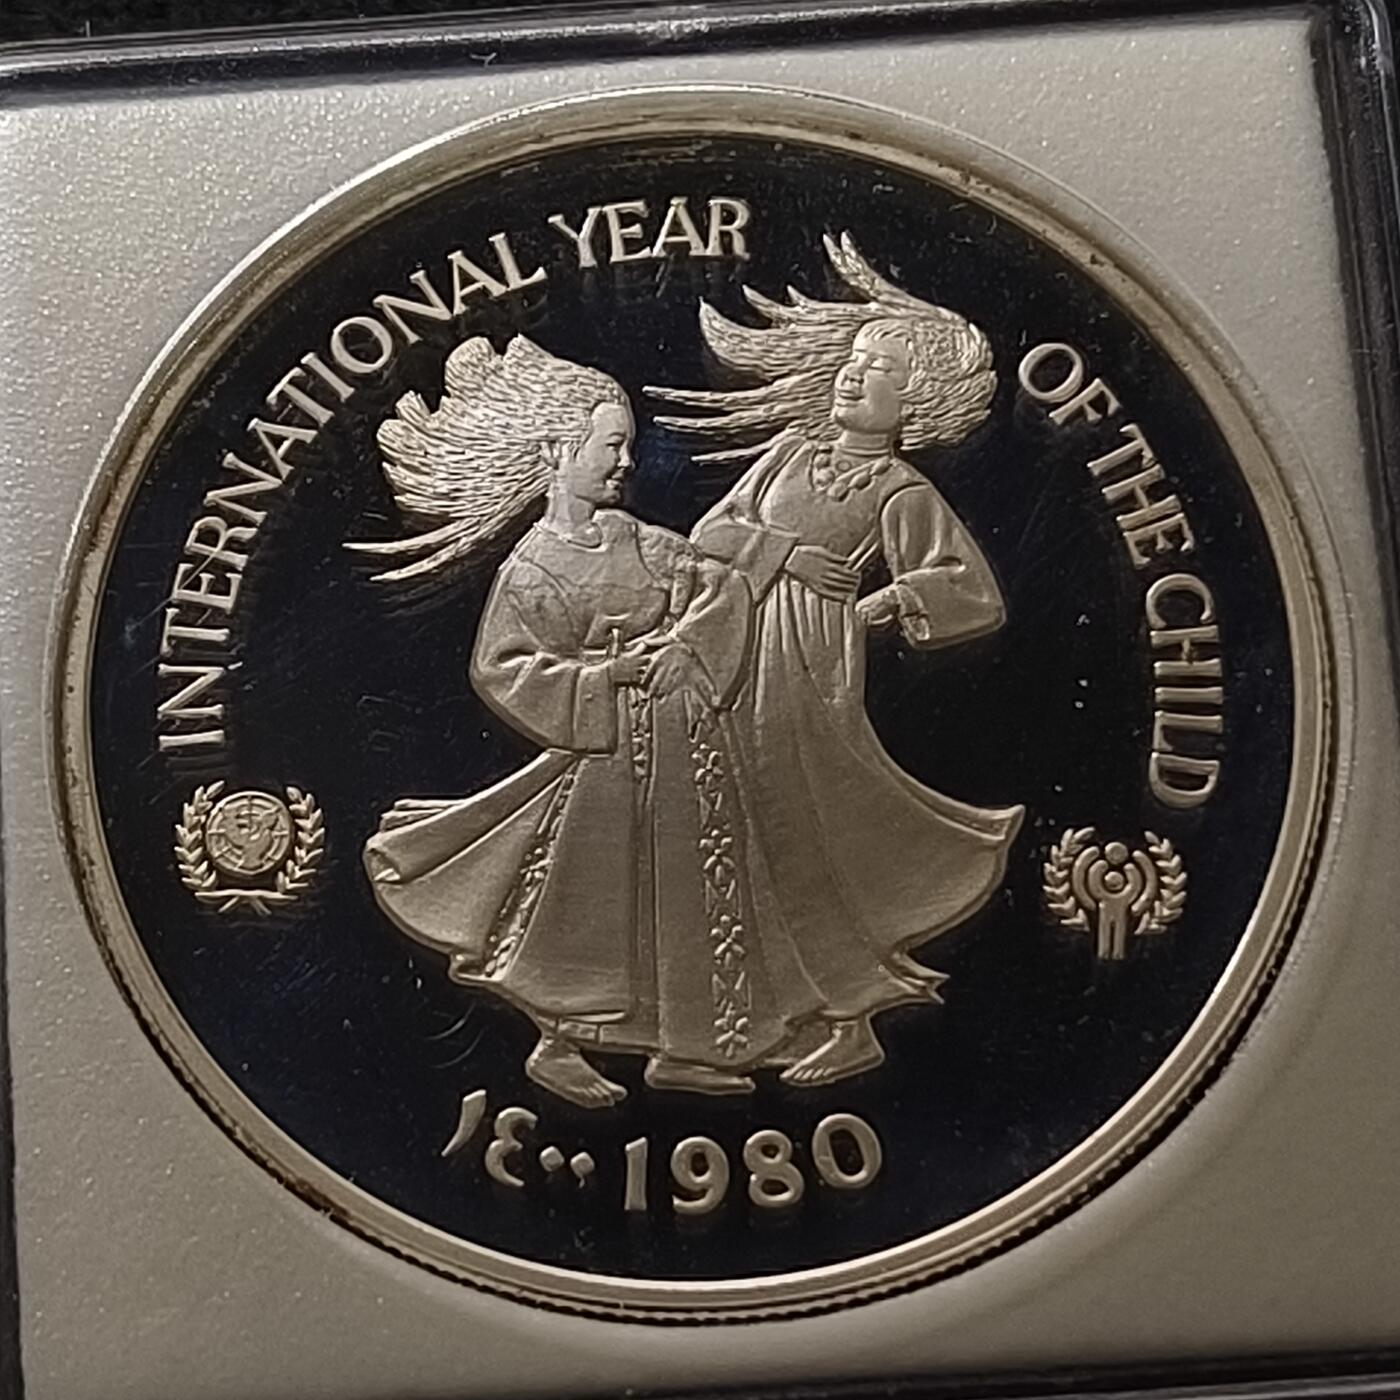 INTERNATIONAL YEAR OF THE CHILD
١٤٠٠ 1980